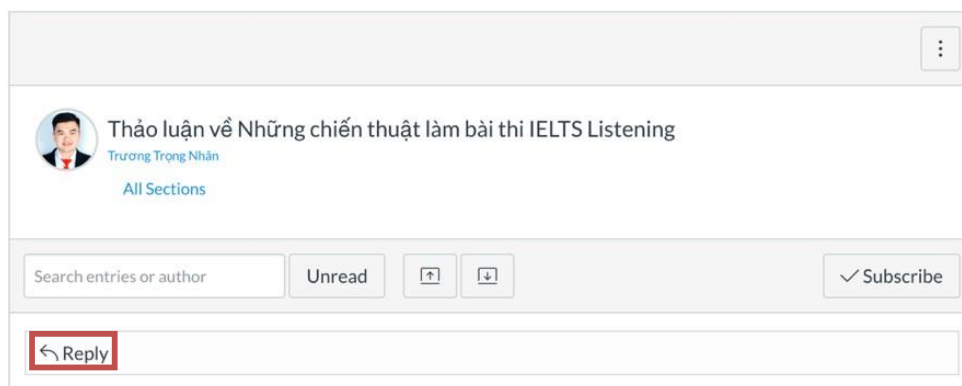 Thảo luận về Những chiến thuật làm bài thi IELTS Listening
Trương Trọng Nhân
All Sections
Search entries or author
Unread
Subscribe
Reply